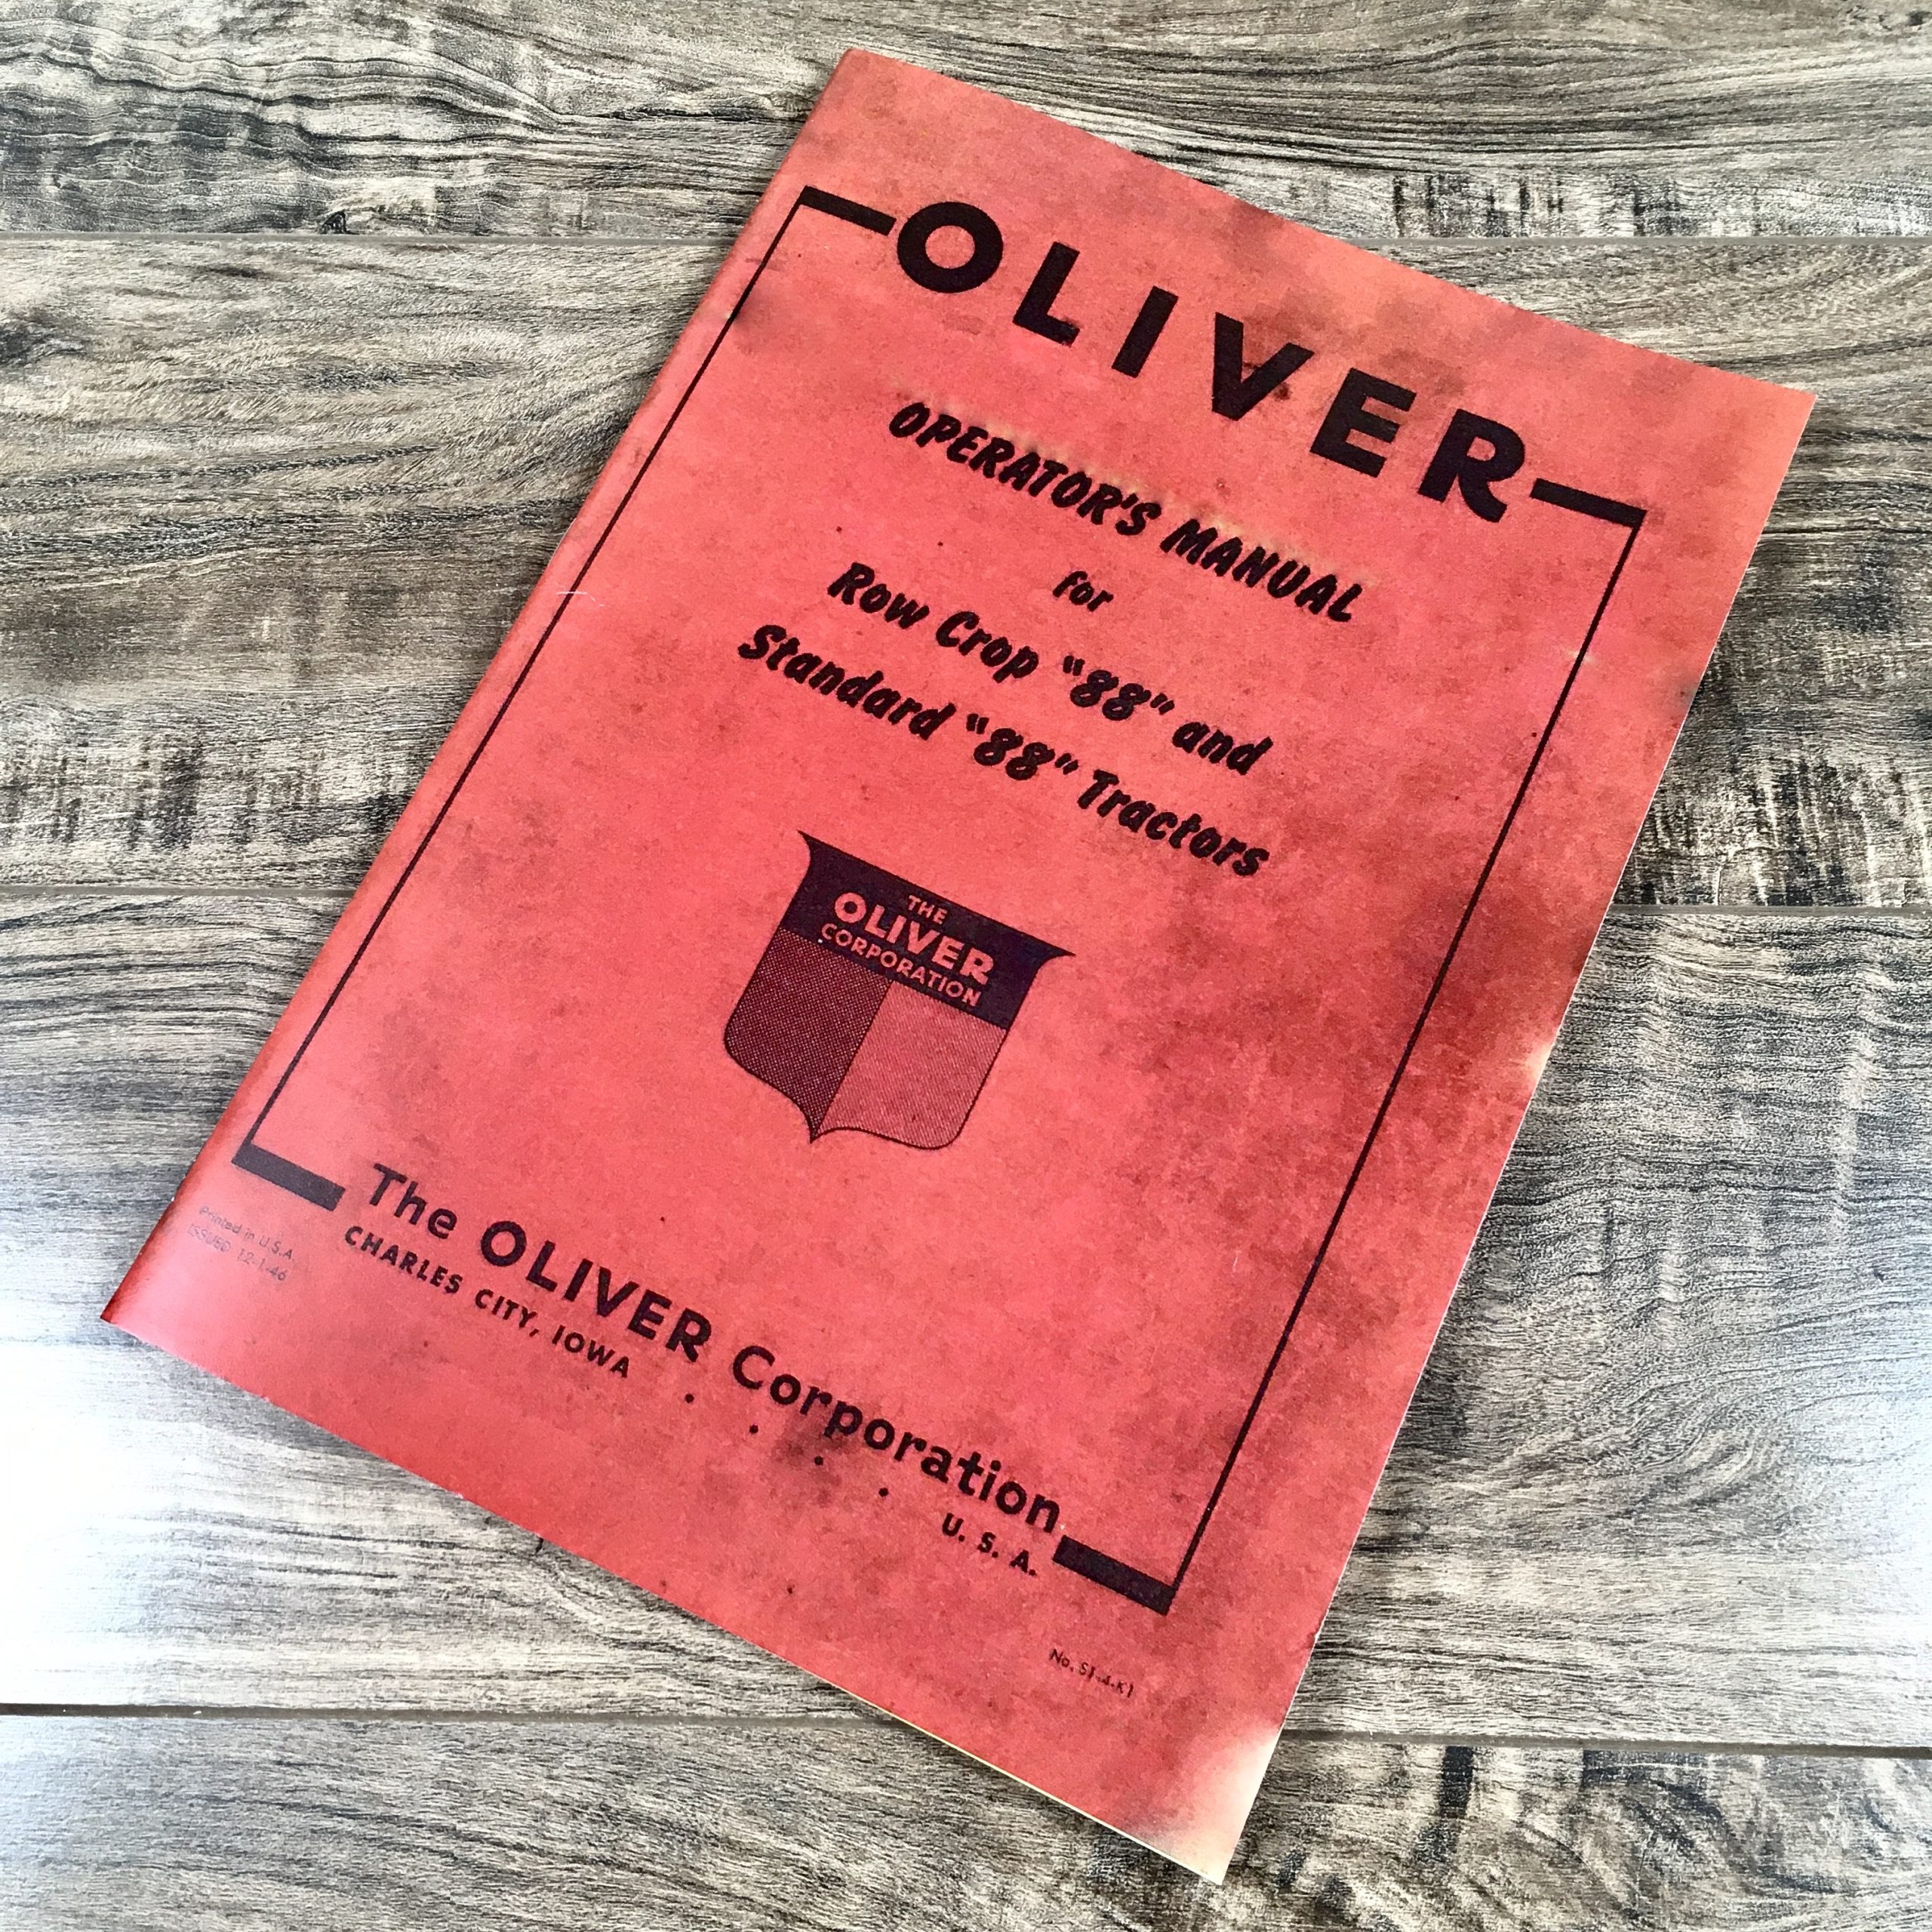 OLIVER
OPERATOR'S MANUAL
for
Row Crop "88" and
Standard "88" Tractors
THE
OLIVER
CORPORATION
The OLIVER Corporation
CHARLES CITY, IOWA . . . . U. S. A.
Printed in U.S.A.
ISSUED 12-1-46
No. S1-4-K1